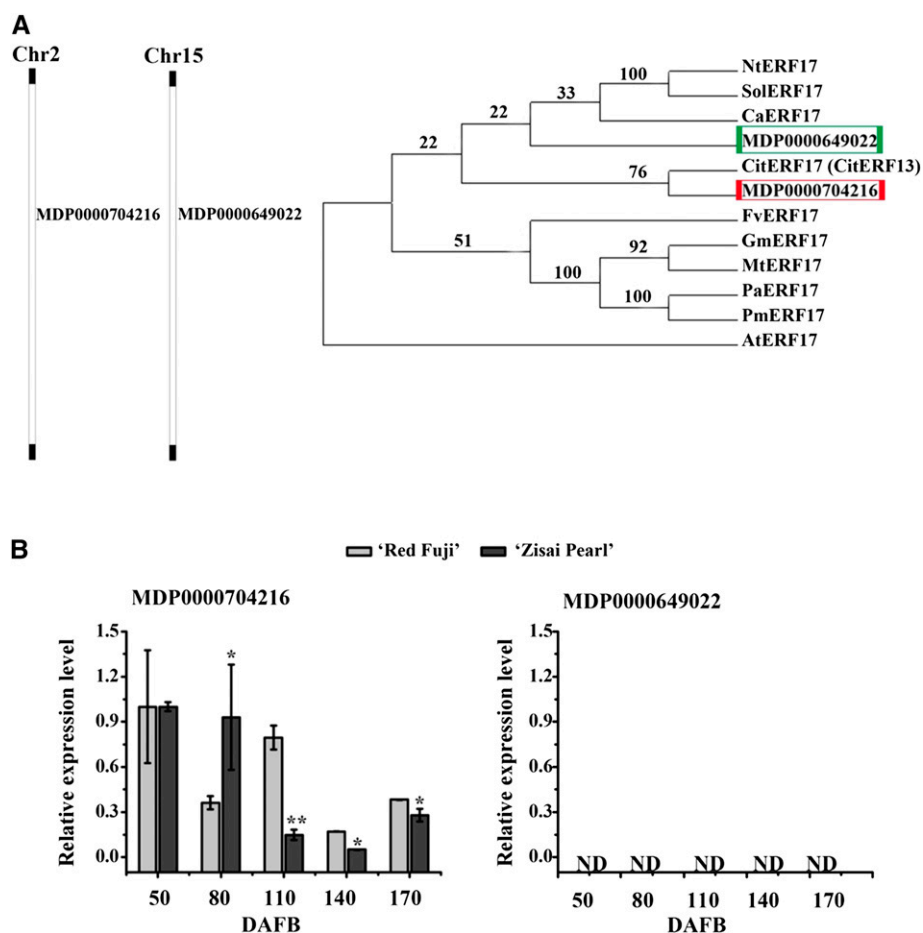 A
Chr2
Chr15
MDP0000704216
MDP0000649022
100
33
22
22
76
51
92
100
100
NtERF17
SolERF17
CaERF17
MDP0000649022
CitERF17 (CitERF13)
MDP0000704216
FvERF17
GmERF17
MtERF17
PaERF17
PmERF17
AtERF17
B
'Red Fuji' 'Zisai Pearl'
MDP0000704216
Relative expression level
1.5
1.2
0.9
0.6
0.3
0.0
* ** * *
50 80 110 140 170
DAFB
MDP0000649022
Relative expression level
1.5
1.2
0.9
0.6
0.3
0.0
ND ND ND ND ND
50 80 110 140 170
DAFB